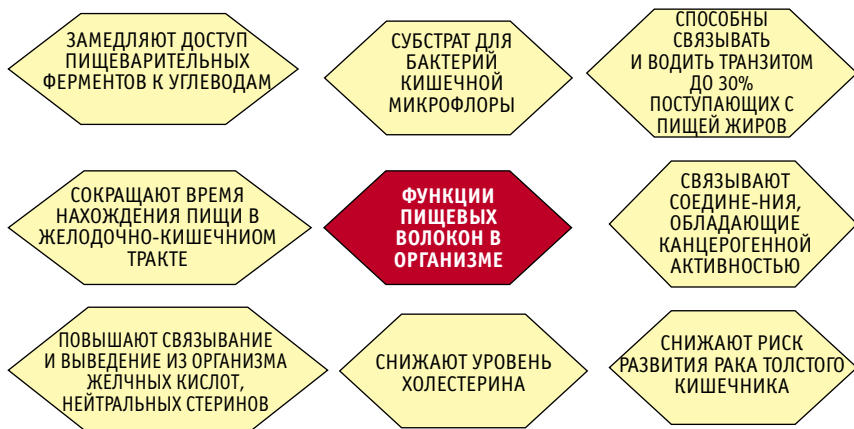 ЗАМЕДЛЯЮТ ДОСТУП
ПИЩЕВАРИТЕЛЬНЫХ
ФЕРМЕНТОВ К УГЛЕВОДАМ
СУБСТРАТ ДЛЯ
БАКТЕРИЙ
КИШЕЧНОЙ
МИКРОФЛОРЫ
СПОСОБНЫ
СВЯЗЫВАТЬ
И ВОДИТЬ ТРАНЗИТОМ
ДО 30%
ПОСТУПАЮЩИХ С
ПИЩЕЙ ЖИРОВ
СОКРАЩАЮТ ВРЕМЯ
НАХОЖДЕНИЯ ПИЩИ В
ЖЕЛОДОЧНО-КИШЕЧНИОМ
ТРАКТЕ
ФУНКЦИИ
ПИЩЕВЫХ
ВОЛОКОН В
ОРГАНИЗМЕ
СВЯЗЫВАЮТ
СОЕДИНЕ-НИЯ,
ОБЛАДАЮЩИЕ
КАНЦЕРОГЕННОЙ
АКТИВНОСТЬЮ
ПОВЫШАЮТ СВЯЗЫВАНИЕ
И ВЫВЕДЕНИЕ ИЗ ОРГАНИЗМА
ЖЕЛЧНЫХ КИСЛОТ,
НЕЙТРАЛЬНЫХ СТЕРИНОВ
СНИЖАЮТ УРОВЕНЬ
ХОЛЕСТЕРИНА
СНИЖАЮТ РИСК
РАЗВИТИЯ РАКА ТОЛСТОГО
КИШЕЧНИКА